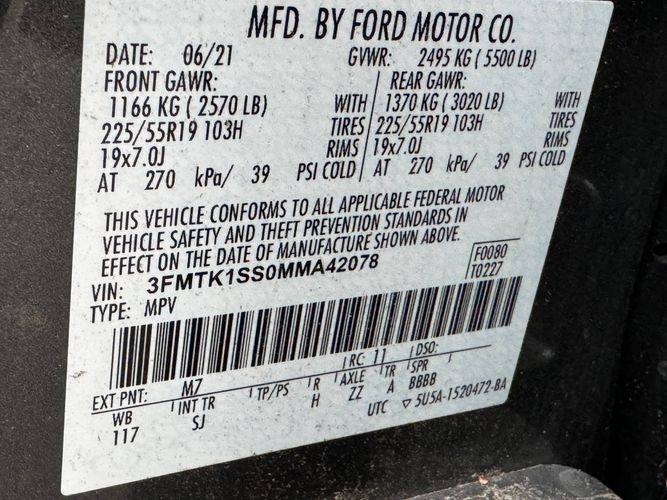 MFD. BY FORD MOTOR CO.
DATE: 06/21 GVWR: 2495 KG ( 5500 LB)
FRONT GAWR: REAR GAWR:
1166 KG ( 2570 LB) WITH 1370 KG ( 3020 LB) WITH
225/55R19 103H TIRES 225/55R19 103H TIRES
19x7.0J RIMS 19x7.0J RIMS
AT 270 kPa/ 39 PSI COLD AT 270 kPa/ 39 PSI COLD
THIS VEHICLE CONFORMS TO ALL APPLICABLE FEDERAL MOTOR
VEHICLE SAFETY AND THEFT PREVENTION STANDARDS IN
EFFECT ON THE DATE OF MANUFACTURE SHOWN ABOVE.
VIN: 3FMTK1SS0MMA42078 F0080
TYPE: MPV T0227
EXT PNT: M7 RC: 11 DSO:
WB INT TR TP/PS R AXLE TR SPR
117 SJ H ZZ A BBBB
UTC ▽ 5U5A-1520472-BA